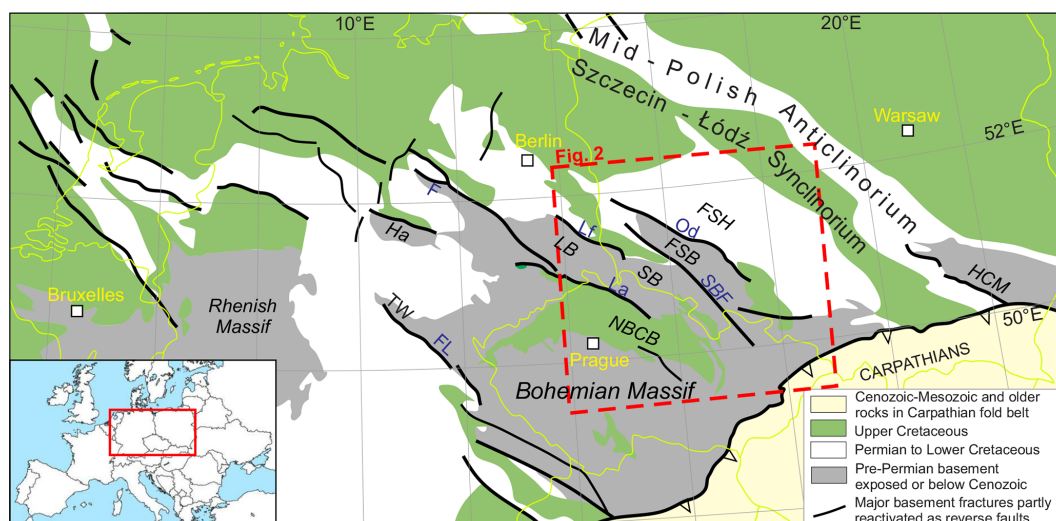 10°E
20°E
Mid - Polish Anticlinorium
Szczecin - Łódź Synclinorium
Warsaw
52°E
Berlin
Fig. 2
F
FSH
Od
Ha
Lf
LB
FSB
SB
SBF
HCM
Bruxelles
Rhenish
Massif
La
TW
NBCB
50°E
FL
Prague
CARPATHIANS
Bohemian Massif
Cenozoic-Mesozoic and older
rocks in Carpathian fold belt
Upper Cretaceous
Permian to Lower Cretaceous
Pre-Permian basement
exposed or below Cenozoic
Major basement fractures partly
reactivated as reverse faults